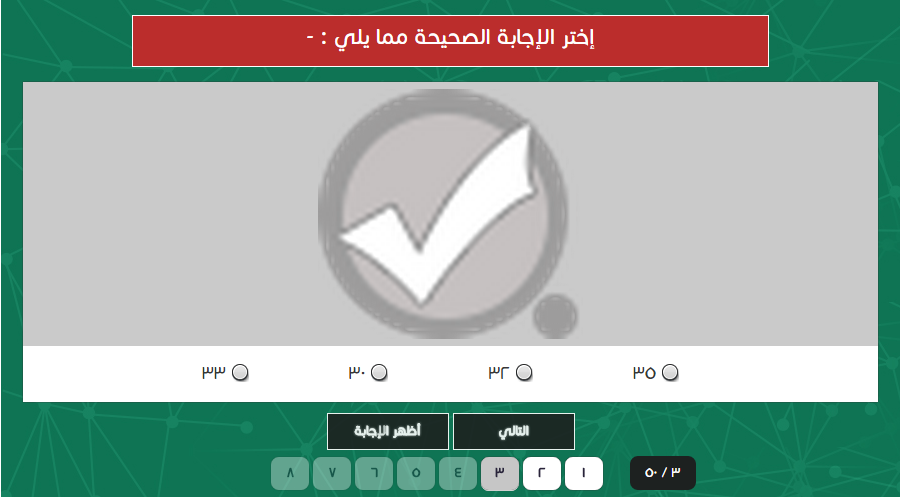 إختر الإجابة الصحيحة مما يلي : -
٣٥ ٣٢ ٣٠ ٣٣
التالي أظهر الإجابة
٣ / ٥٠ ١ ٢ ٣ ٤ ٥ ٦ ٧ ٨